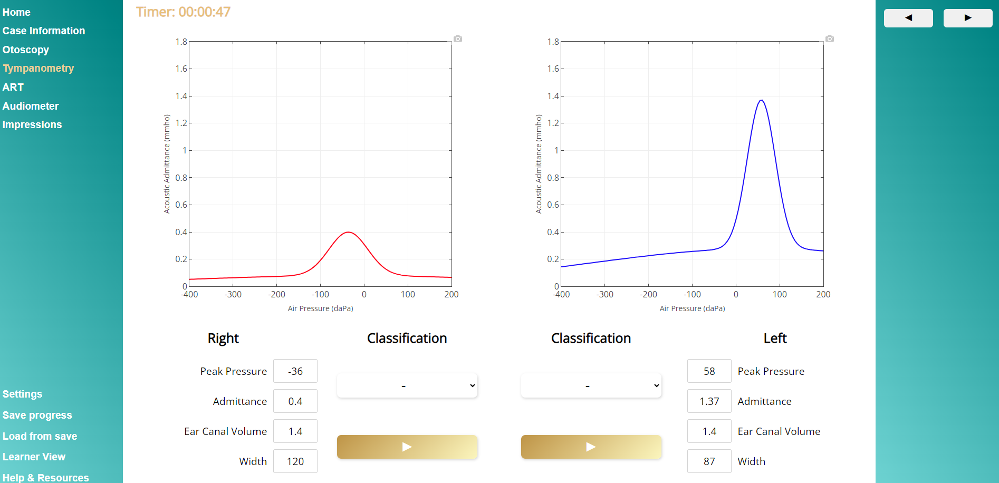 Home
Case Information
Otoscopy
Tympanometry
ART
Audiometer
Impressions
Settings
Save progress
Load from save
Learner View
Help & Resources
Timer: 00:00:47
1.8
1.6
1.4
1.2
1
0.8
0.6
0.4
0.2
0
Acoustic Admittance (mmho)
-400 -300 -200 -100 0 100 200
Air Pressure (daPa)
1.8
1.6
1.4
1.2
1
0.8
0.6
0.4
0.2
0
Acoustic Admittance (mmho)
-400 -300 -200 -100 0 100 200
Air Pressure (daPa)
Right
Peak Pressure -36
Admittance 0.4
Ear Canal Volume 1.4
Width 120
Classification
-
Classification
-
Left
58 Peak Pressure
1.37 Admittance
1.4 Ear Canal Volume
87 Width